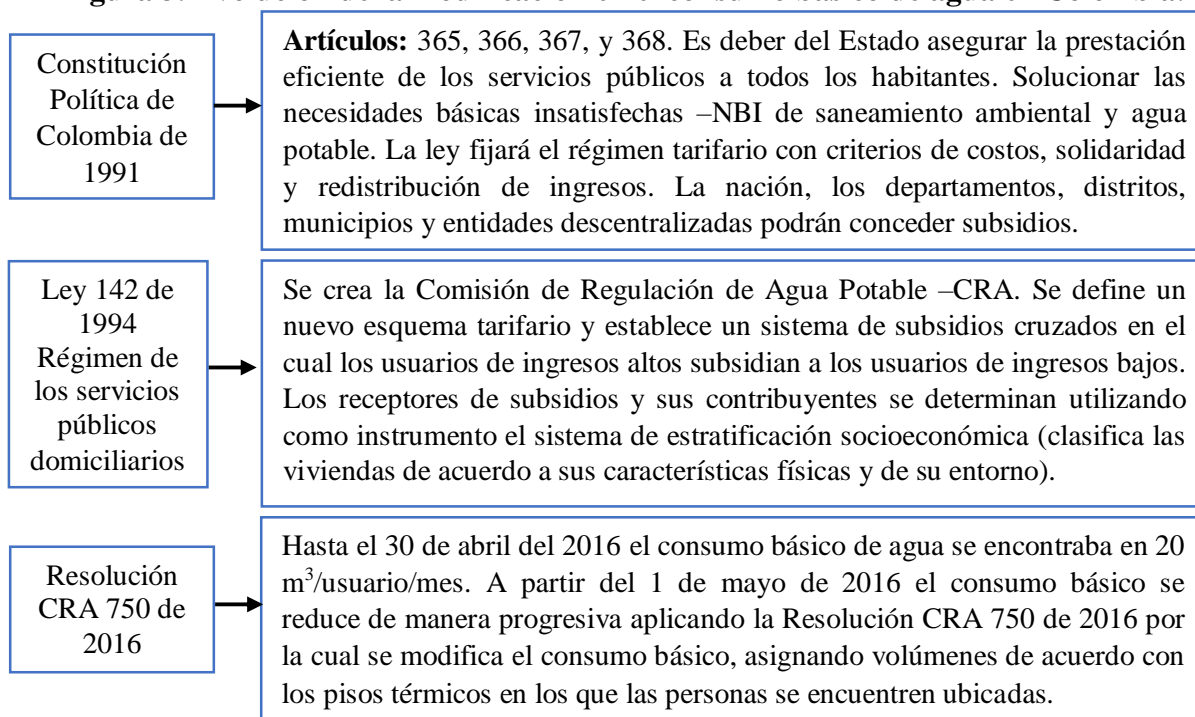 Constitución
Política de
Colombia de
1991
Artículos: 365, 366, 367, y 368. Es deber del Estado asegurar la prestación
eficiente de los servicios públicos a todos los habitantes. Solucionar las
necesidades básicas insatisfechas –NBI de saneamiento ambiental y agua
potable. La ley fijará el régimen tarifario con criterios de costos, solidaridad
y redistribución de ingresos. La nación, los departamentos, distritos,
municipios y entidades descentralizadas podrán conceder subsidios.
Ley 142 de
1994
Régimen de
los servicios
públicos
domiciliarios
Se crea la Comisión de Regulación de Agua Potable –CRA. Se define un
nuevo esquema tarifario y establece un sistema de subsidios cruzados en el
cual los usuarios de ingresos altos subsidian a los usuarios de ingresos bajos.
Los receptores de subsidios y sus contribuyentes se determinan utilizando
como instrumento el sistema de estratificación socioeconómica (clasifica las
viviendas de acuerdo a sus características físicas y de su entorno).
Resolución
CRA 750 de
2016
Hasta el 30 de abril del 2016 el consumo básico de agua se encontraba en 20
m³/usuario/mes. A partir del 1 de mayo de 2016 el consumo básico se
reduce de manera progresiva aplicando la Resolución CRA 750 de 2016 por
la cual se modifica el consumo básico, asignando volúmenes de acuerdo con
los pisos térmicos en los que las personas se encuentren ubicadas.